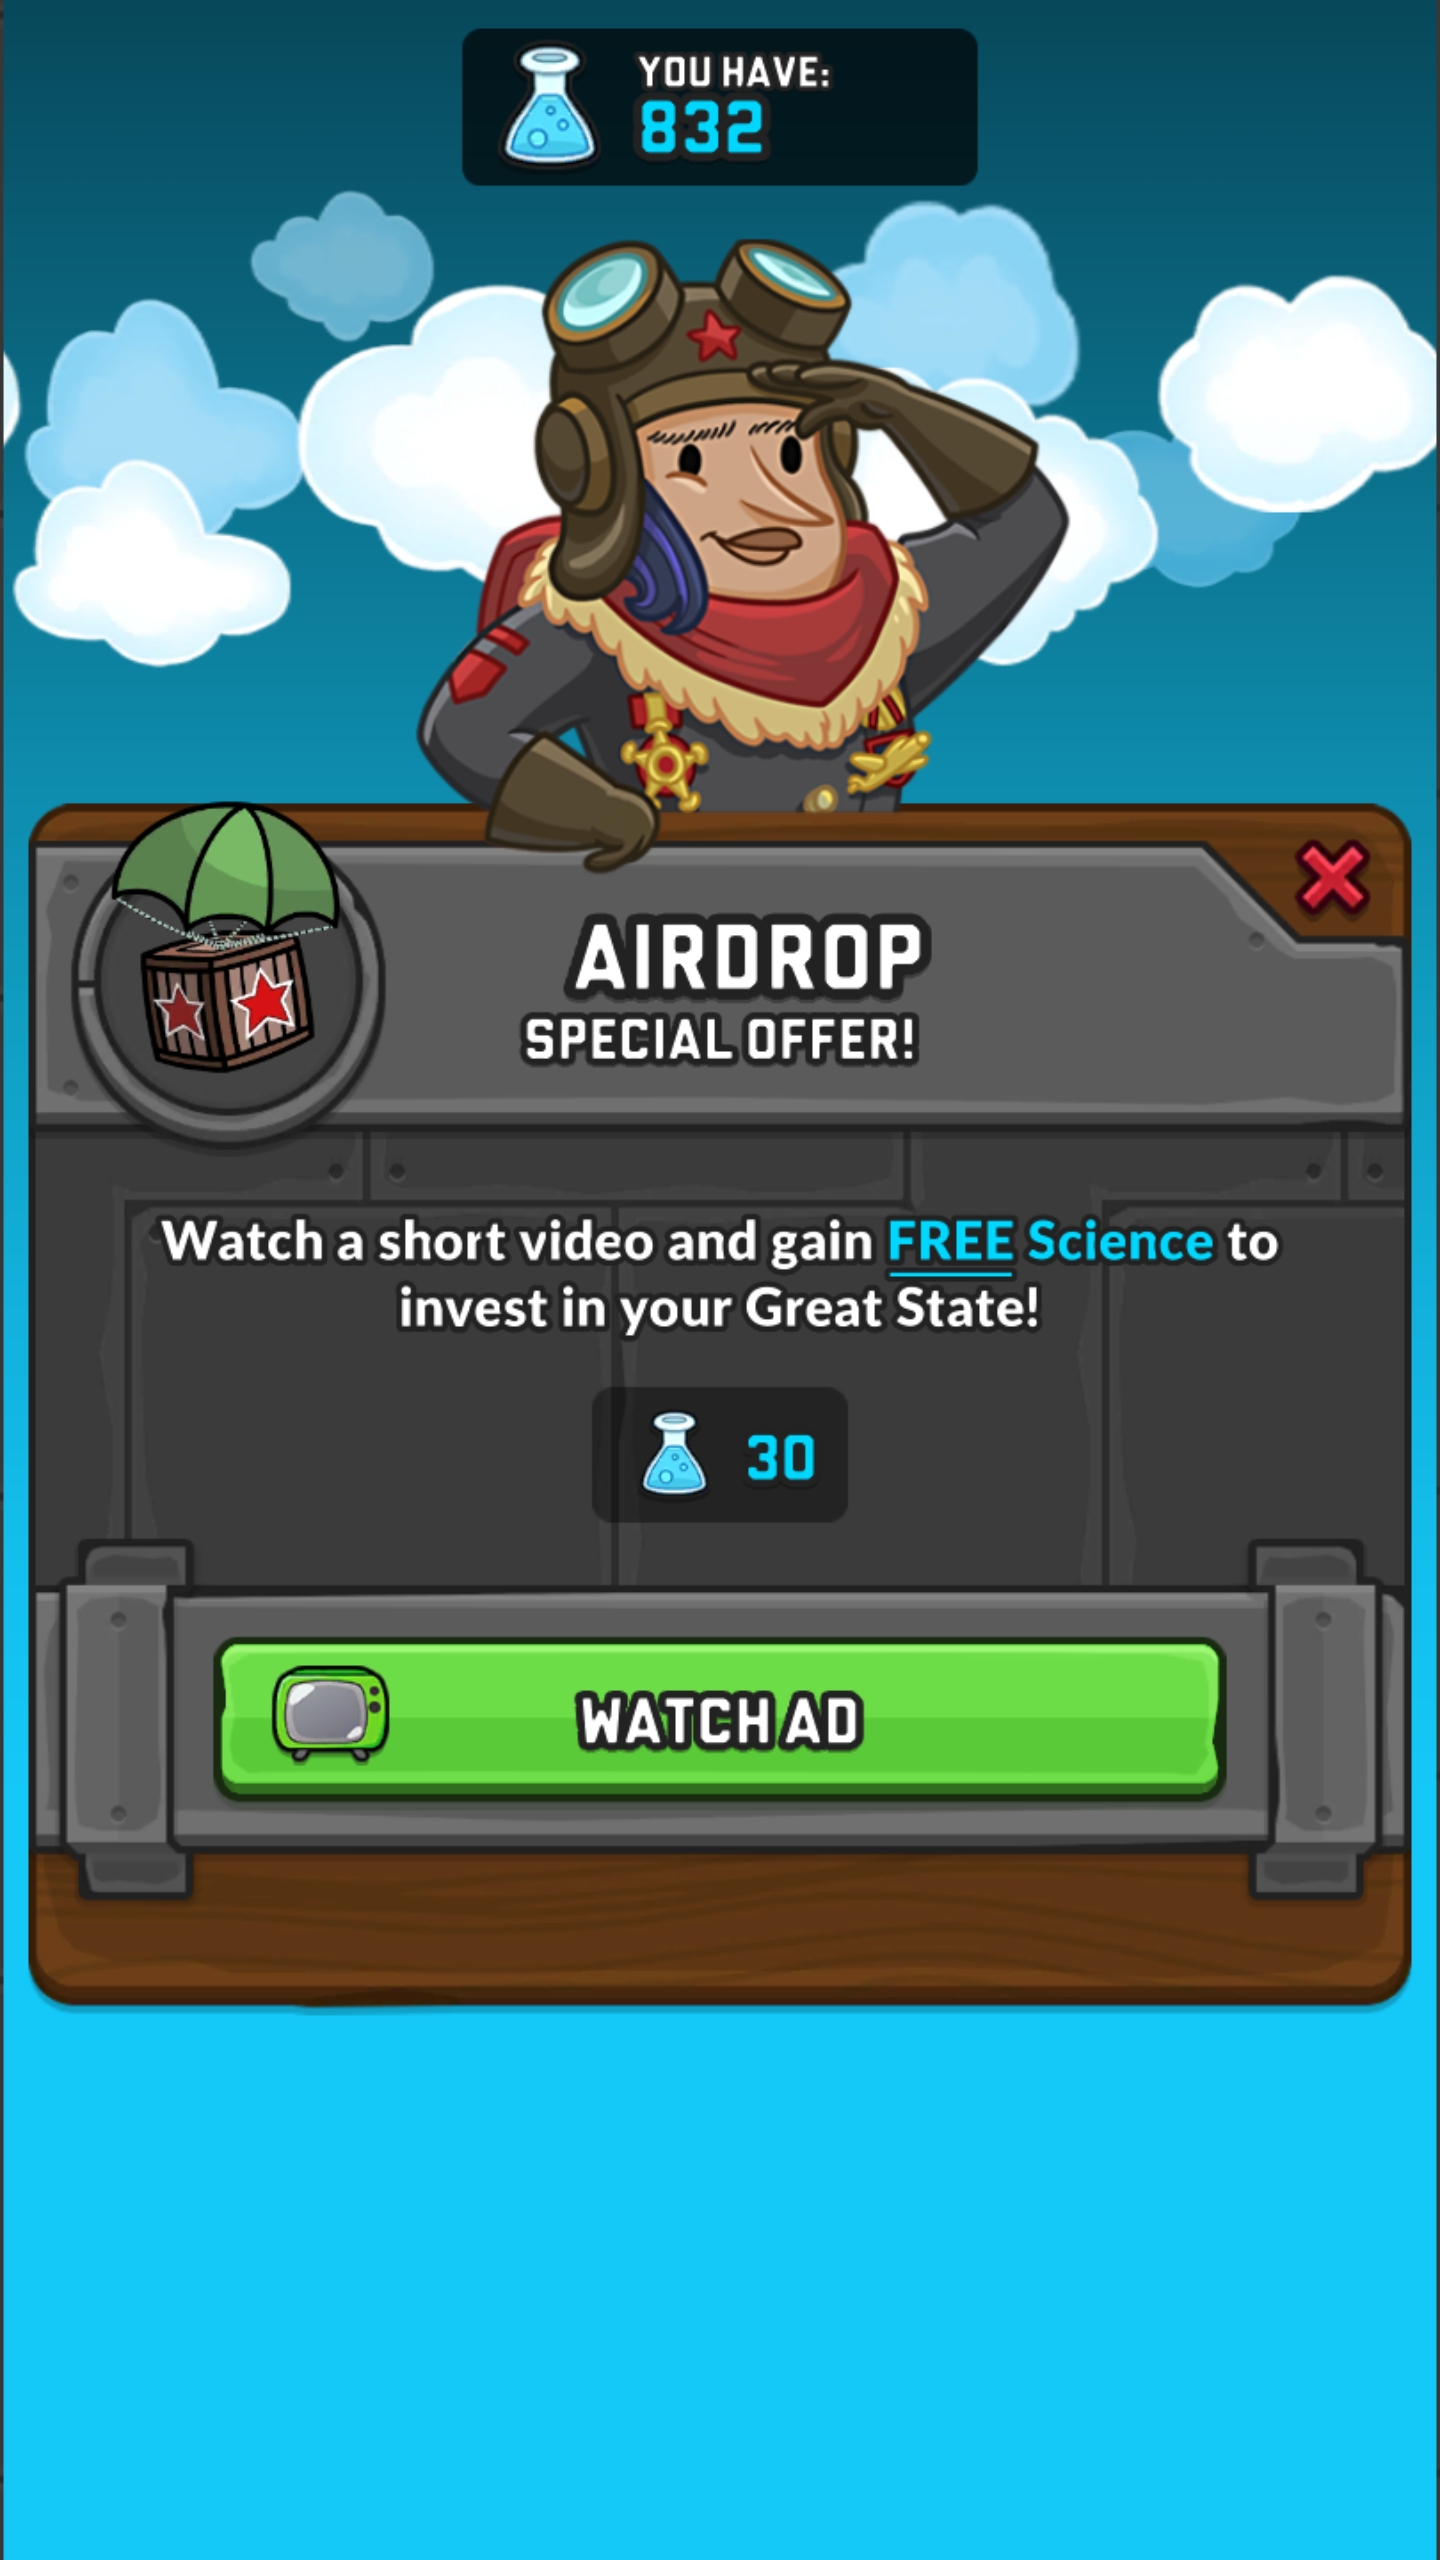 YOU HAVE:
832
AIRDROP
SPECIAL OFFER!
Watch a short video and gain FREE Science to
invest in your Great State!
30
WATCH AD